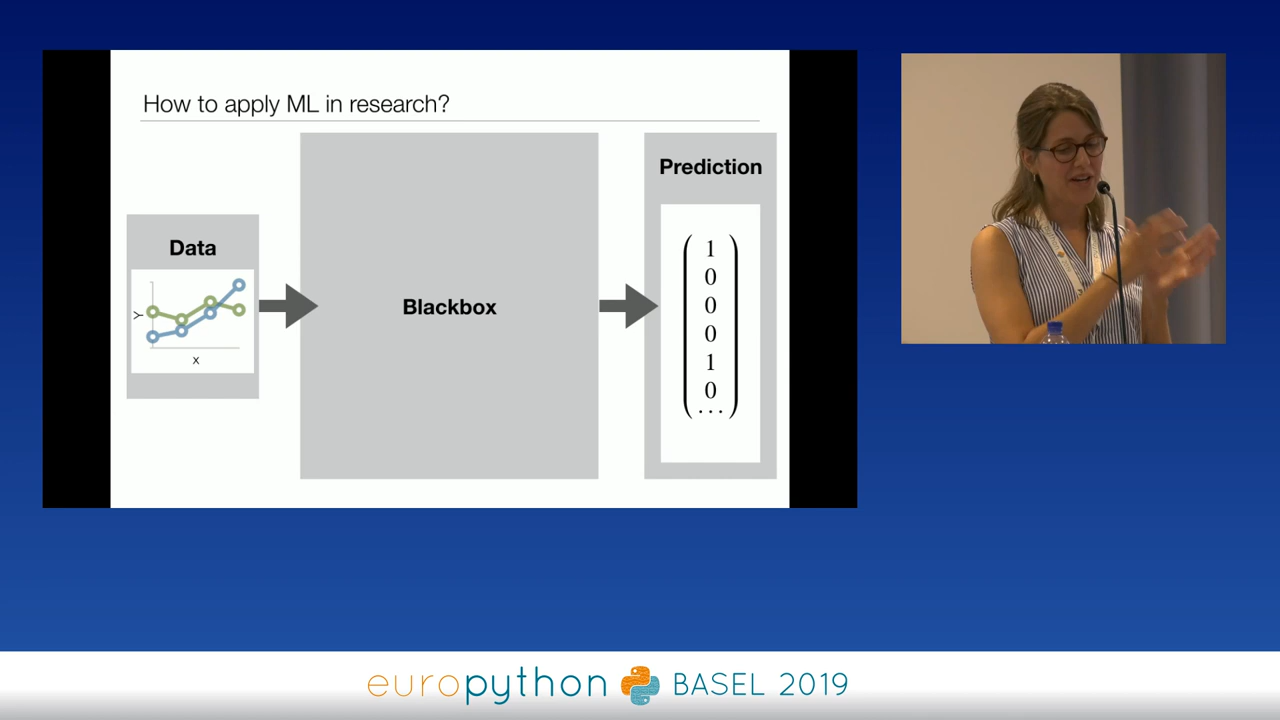 How to apply ML in research?
Data
Y
X
Blackbox
Prediction
1
0
0
0
1
0
...
europython BASEL 2019